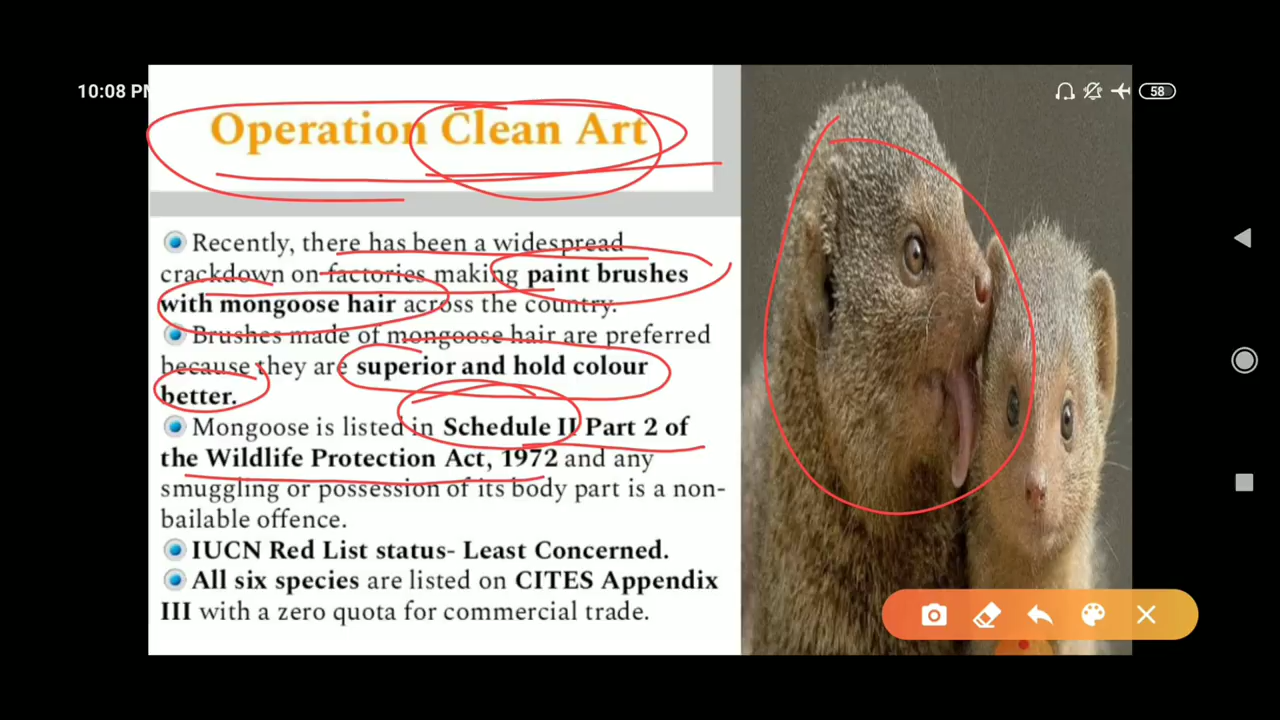 10:08 PM
58
Operation Clean Art
Recently, there has been a widespread
crackdown on factories making paint brushes
with mongoose hair across the country.
Brushes made of mongoose hair are preferred
because they are superior and hold colour
better.
Mongoose is listed in Schedule II Part 2 of
the Wildlife Protection Act, 1972 and any
smuggling or possession of its body part is a non-
bailable offence.
IUCN Red List status- Least Concerned.
All six species are listed on CITES Appendix
III with a zero quota for commercial trade.